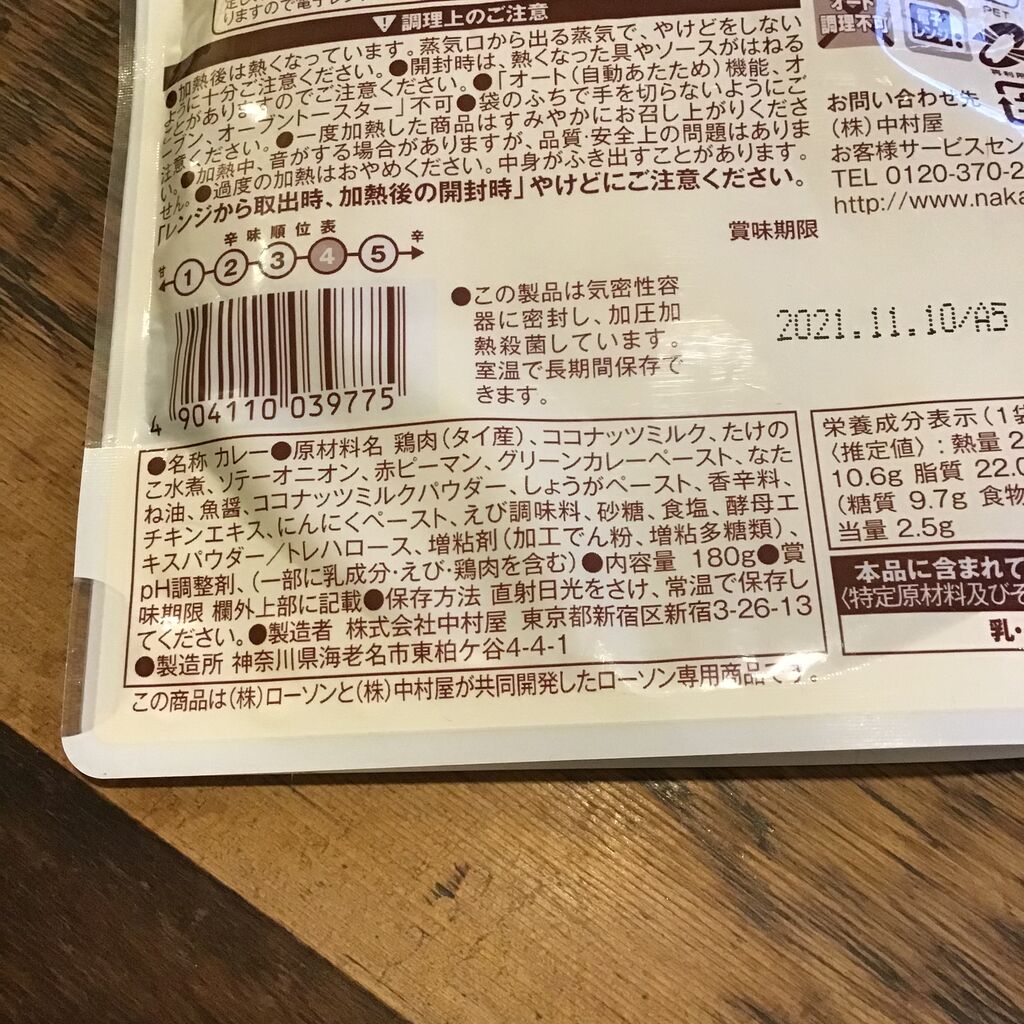 りますので電子レン
！ 調理上のご注意
●加熱後は熱くなっています。蒸気口から出る蒸気で、やけどをしない
ように十分ご注意ください。●開封時は、熱くなった具やソースがはねる
ことがありますのでご注意ください。●「オート(自動あたため)機能、オ
ーブン、オーブントースター」不可●袋のふちで手を切らないようにご
注意ください。●一度加熱した商品はすみやかにお召し上がりくださ
い。●加熱中、音がする場合がありますが、品質・安全上の問題はありま
せん。●過度の加熱はおやめください。中身がふき出すことがあります。
「レンジから取出時、加熱後の開封時」やけどにご注意ください。
オート
調理不可
電子
レンジ
PET
お問い合わせ先
(株)中村屋
お客様サービスセン
TEL 0120-370-2
http://www.naka
辛味順位表
甘 1 2 3 4 5 辛
賞味期限
2021.11.10/A5
●この製品は気密性容
器に密封し、加圧加
熱殺菌しています。
室温で長期間保存で
きます。
4 904110 039775
●名称 カレー●原材料名 鶏肉(タイ産)、ココナッツミルク、たけの
こ水煮、ソテーオニオン、赤ピーマン、グリーンカレーペースト、なた
ね油、魚醤、ココナッツミルクパウダー、しょうがペースト、香辛料、
チキンエキス、にんにくペースト、えび調味料、砂糖、食塩、酵母エ
キスパウダー／トレハロース、増粘剤(加工でん粉、増粘多糖類)、
pH調整剤、(一部に乳成分・えび・鶏肉を含む)●内容量 180g●賞
味期限 欄外上部に記載●保存方法 直射日光をさけ、常温で保存し
てください。●製造者 株式会社中村屋 東京都新宿区新宿3-26-13
●製造所 神奈川県海老名市東柏ケ谷4-4-1
この商品は(株)ローソンと(株)中村屋が共同開発したローソン専用商品です。
栄養成分表示(1袋
〈推定値〉:熱量 2
10.6g 脂質 22.0
(糖質 9.7g 食物
当量 2.5g
本品に含まれて
〈特定原材料及びそ
乳・